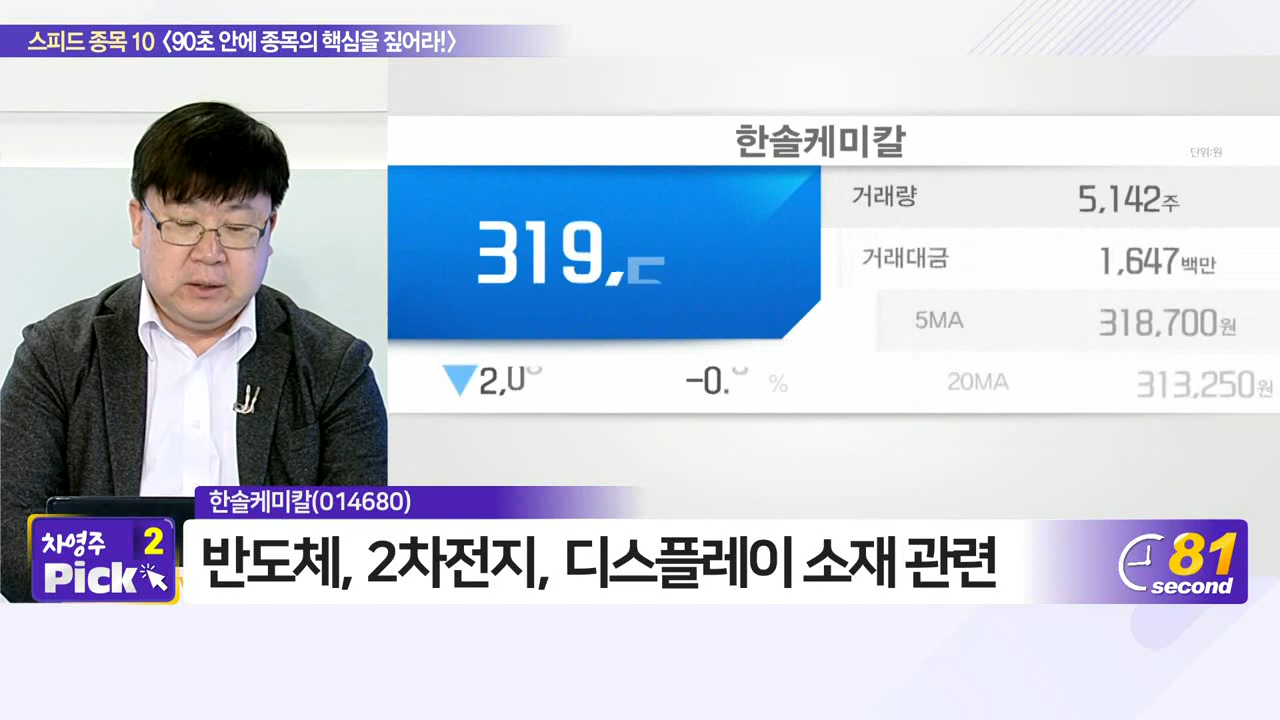 스피드 종목 10 〈90초 안에 종목의 핵심을 짚어라!〉
한솔케미칼
단위:원
319,
거래량 5,142주
거래대금 1,647백만
5MA 318,700원
▼2,0 -0. %
20MA 313,250원
한솔케미칼(014680)
차영주 2
Pick
반도체, 2차전지, 디스플레이 소재 관련
81
second